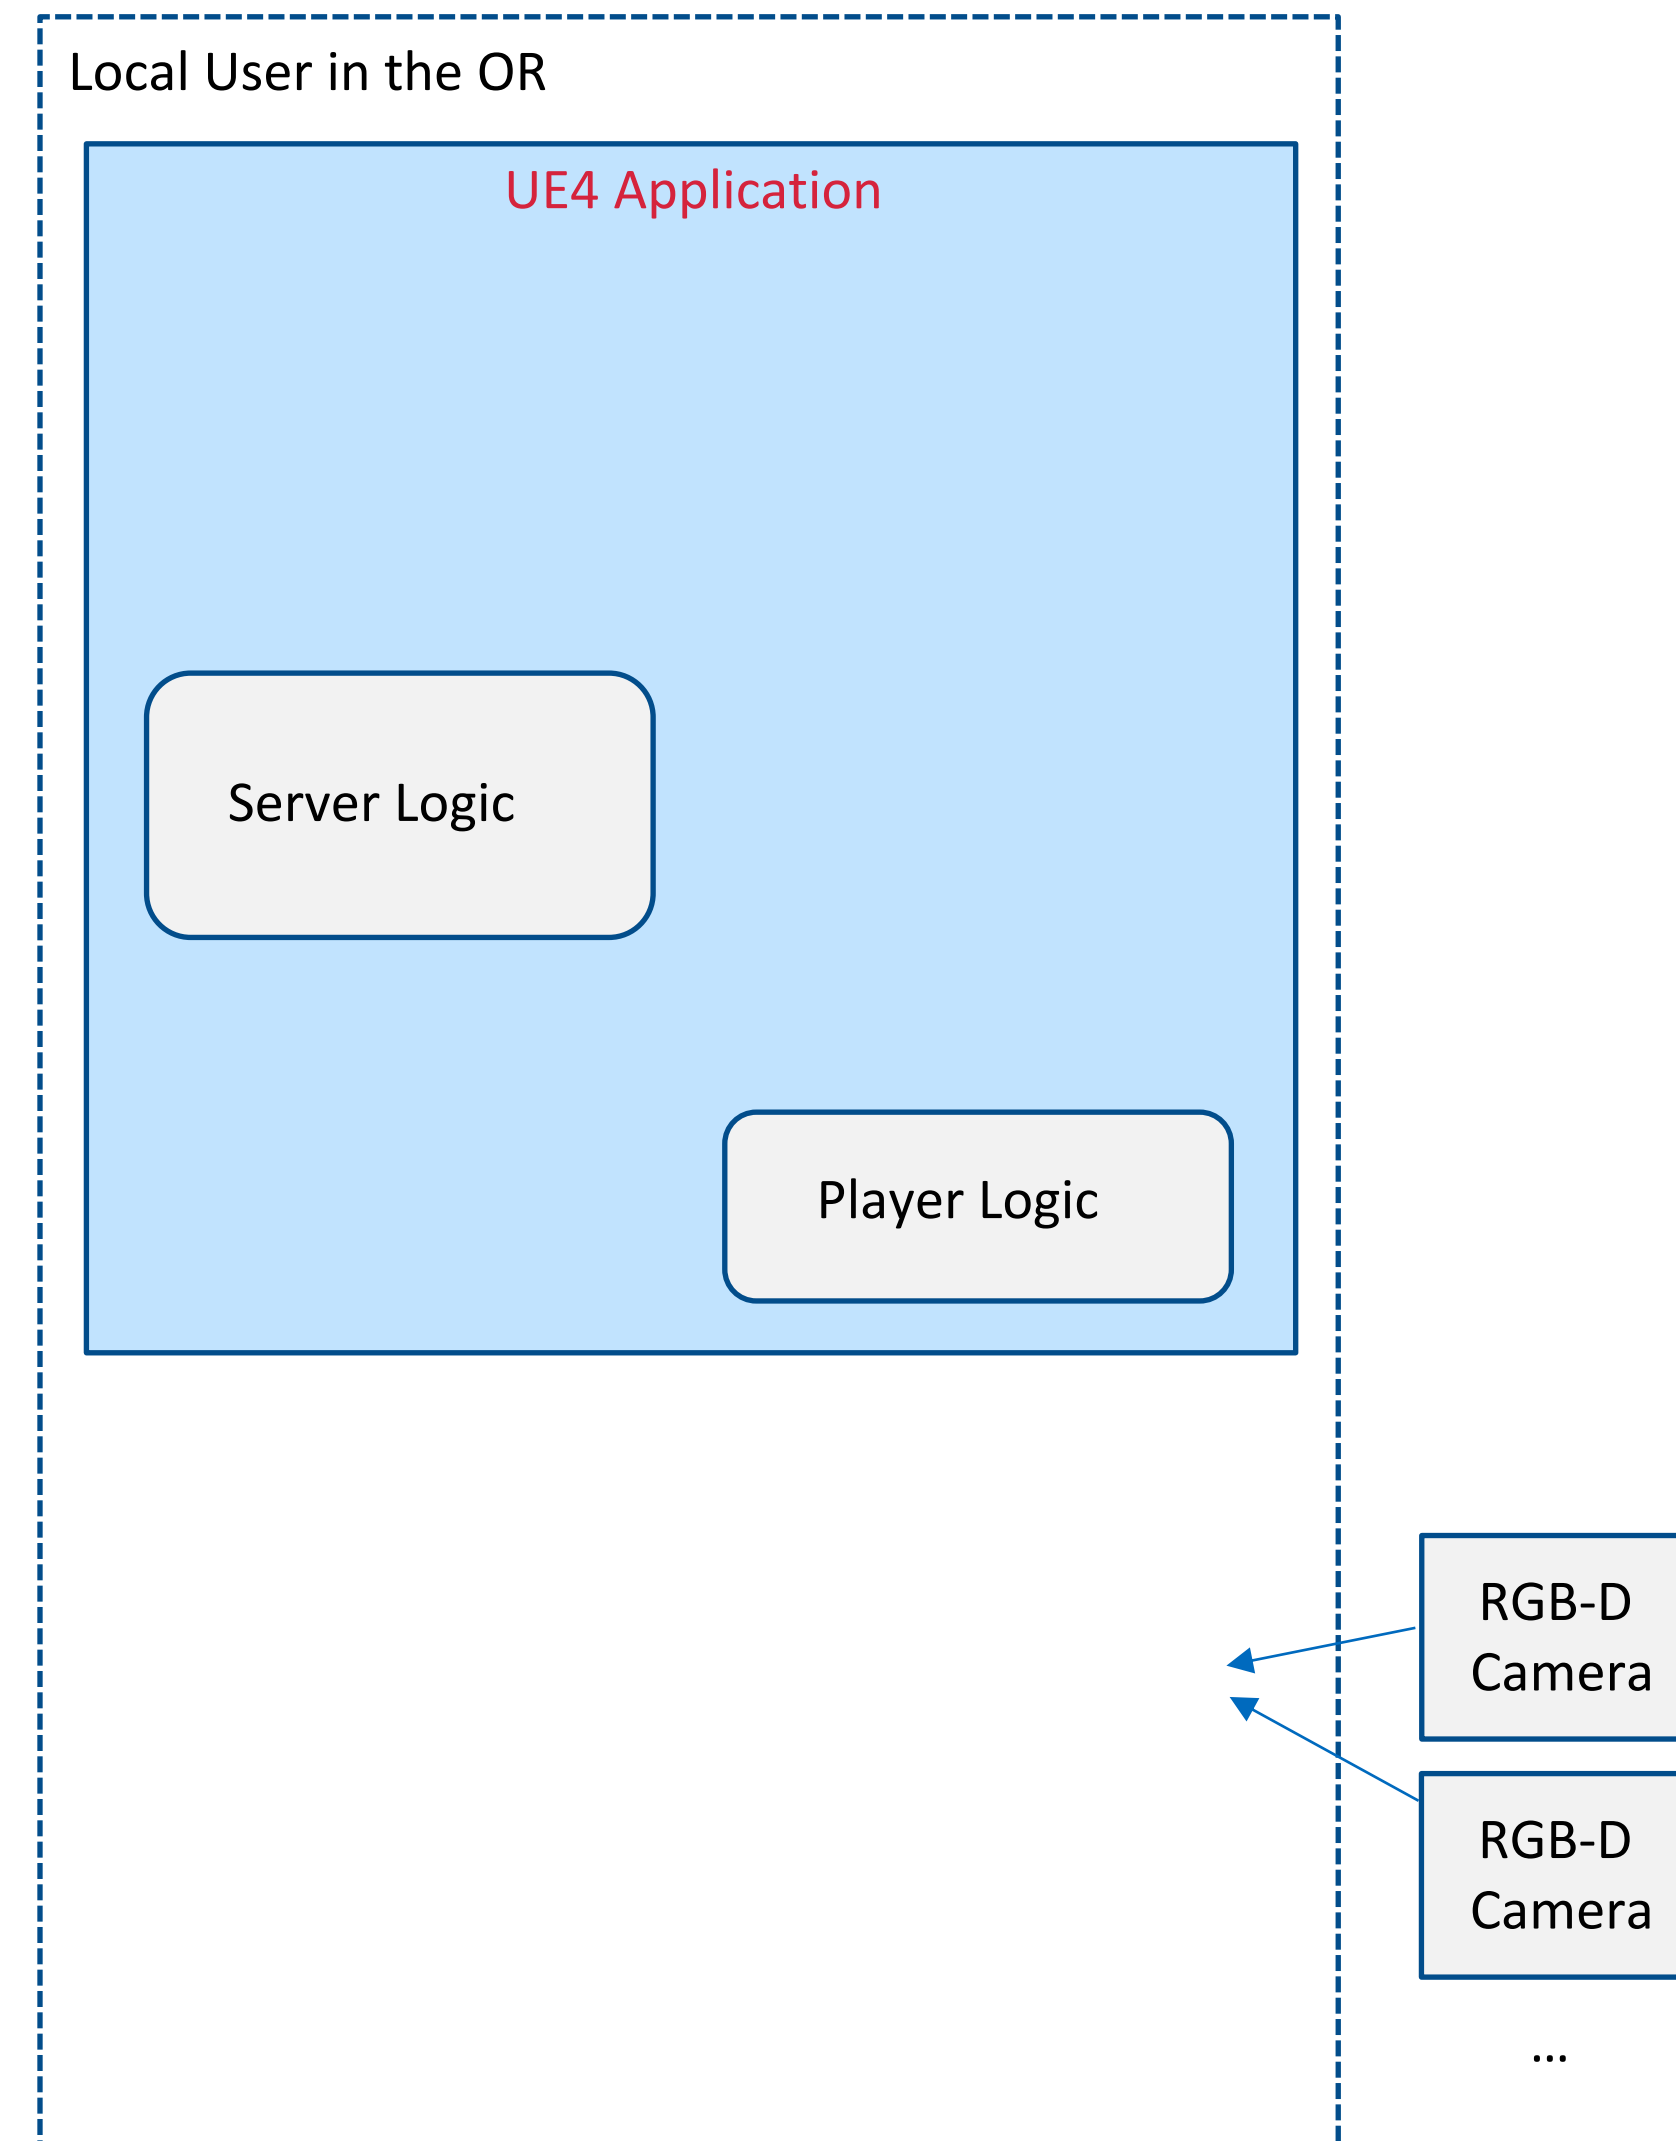 Local User in the OR
UE4 Application
Server Logic
Player Logic
RGB-D
Camera
RGB-D
Camera
...